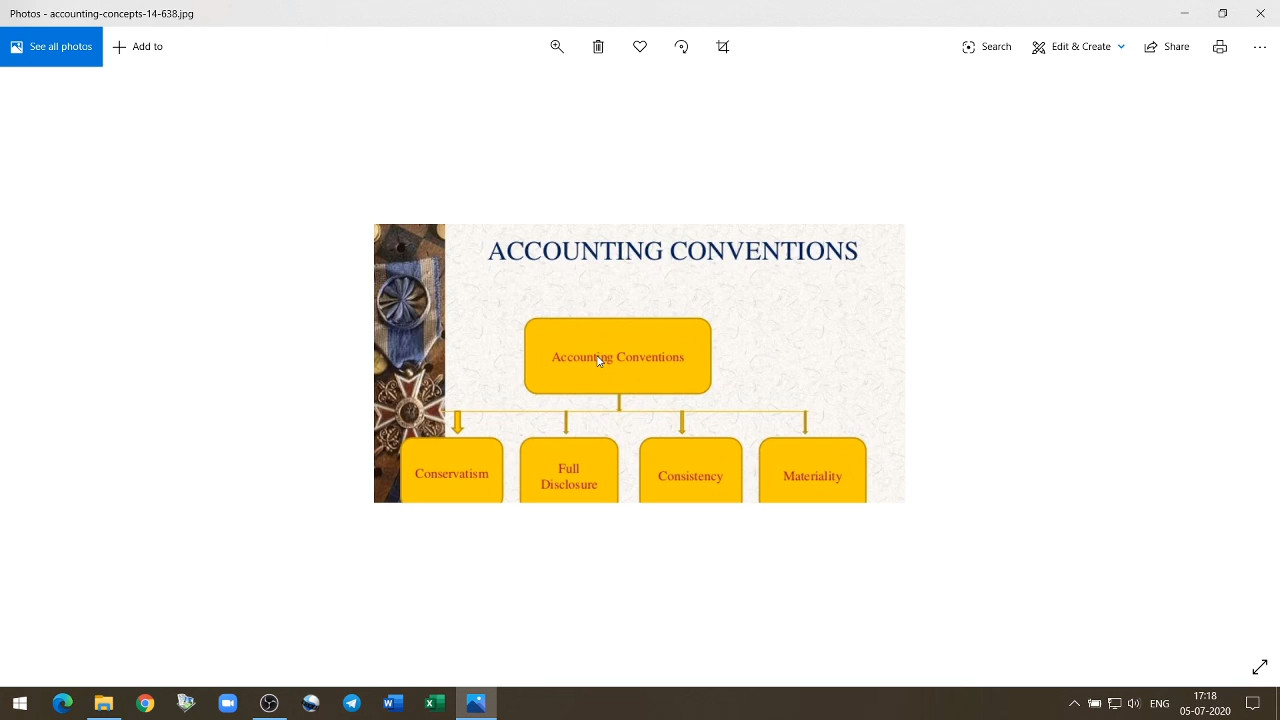 Photos - accounting-concepts-14-638.jpg
See all photos
Add to
Search
Edit & Create
Share
ACCOUNTING CONVENTIONS
Accounting Conventions
Conservatism
Full
Disclosure
Consistency
Materiality
ENG
17:18
05-07-2020